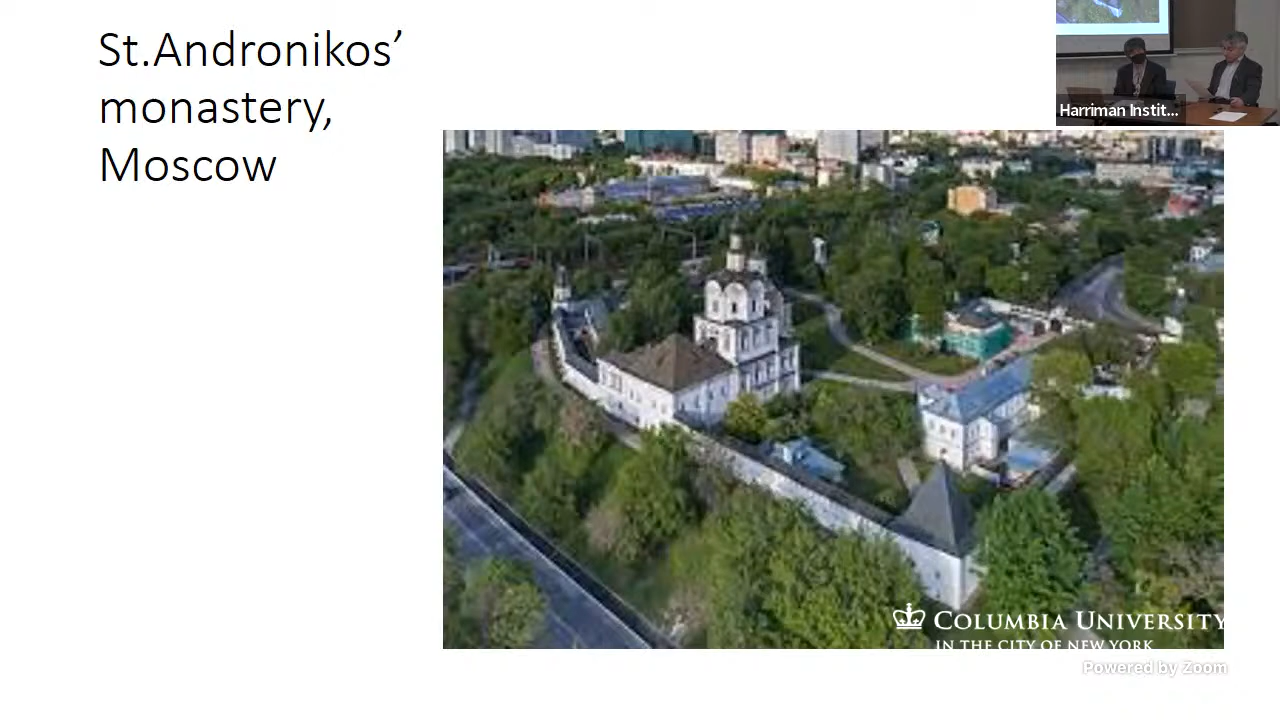 St.Andronikos’
monastery,
Moscow
Harriman Instit...
COLUMBIA UNIVERSITY
IN THE CITY OF NEW YORK
Powered by Zoom